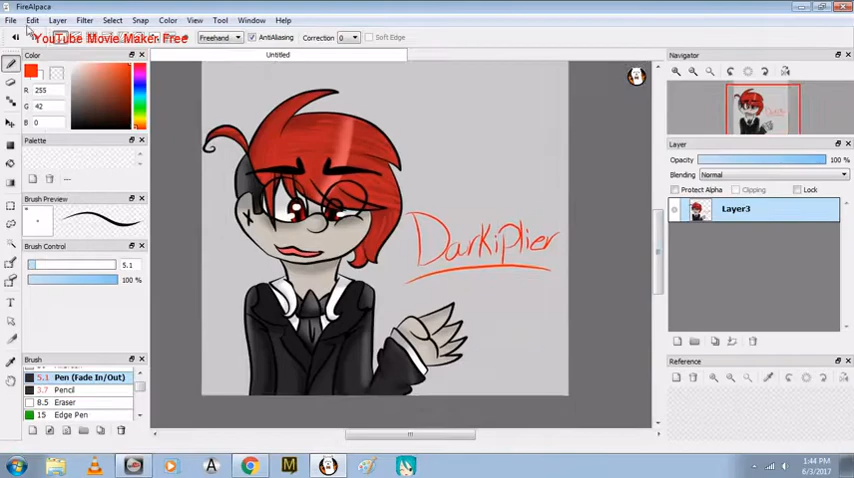 FireAlpaca
File Edit Layer Filter Select Snap Color View Tool Window Help
YouTube Movie Maker Free
Freehand AntiAliasing Correction 0 Soft Edge
Untitled
Color
R 255
G 42
B 0
Palette
---
Brush Preview
Brush Control
5.1
100 %
Brush
5.1 Pen (Fade In/Out)
3.7 Pencil
8.5 Eraser
15 Edge Pen
Darkiplier
Navigator
Layer
Opacity 100 %
Blending Normal
Protect Alpha Clipping Lock
Layer3
Reference
1:44 PM
6/3/2017